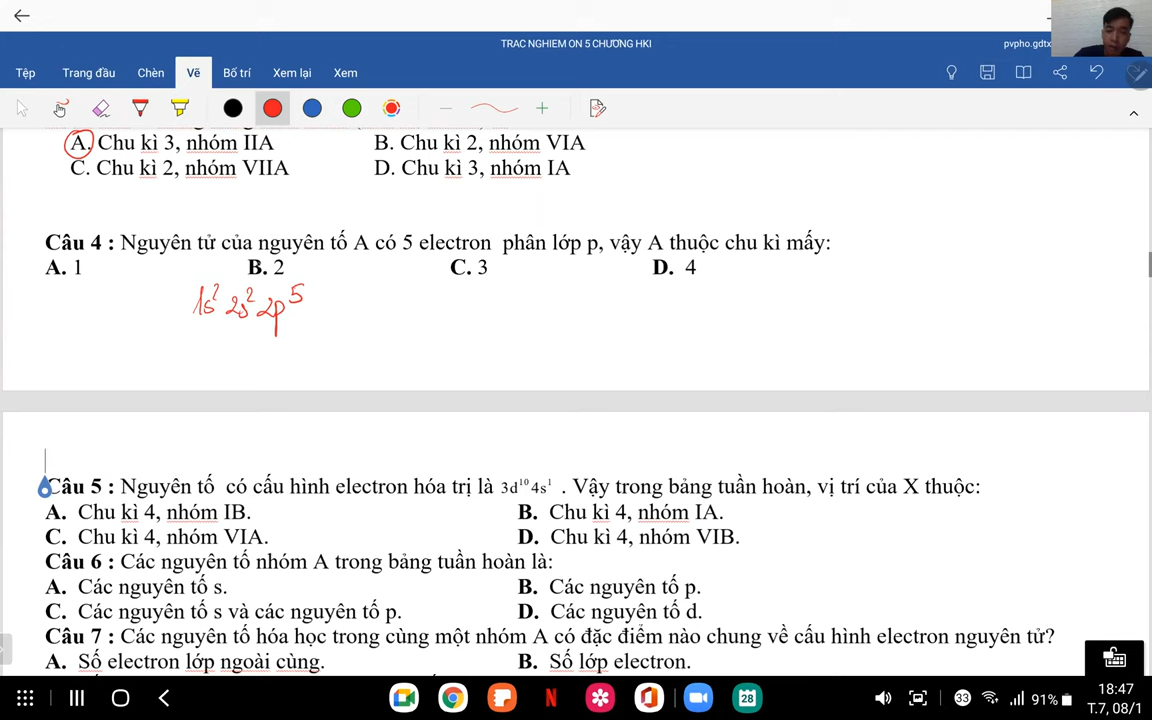 TRAC NGHIEM ON 5 CHƯƠNG HKI
pvpho.gdtx
Tệp Trang đầu Chèn Vẽ Bố trí Xem lại Xem
A. Chu kì 3, nhóm IIA B. Chu kì 2, nhóm VIA
C. Chu kì 2, nhóm VIIA D. Chu kì 3, nhóm IA
Câu 4 : Nguyên tử của nguyên tố A có 5 electron phân lớp p, vậy A thuộc chu kì mấy:
A. 1 B. 2 C. 3 D. 4
1s² 2s² 2p⁵
Câu 5 : Nguyên tố có cấu hình electron hóa trị là 3d¹⁰4s¹ . Vậy trong bảng tuần hoàn, vị trí của X thuộc:
A. Chu kì 4, nhóm IB. B. Chu kì 4, nhóm IA.
C. Chu kì 4, nhóm VIA. D. Chu kì 4, nhóm VIB.
Câu 6 : Các nguyên tố nhóm A trong bảng tuần hoàn là:
A. Các nguyên tố s. B. Các nguyên tố p.
C. Các nguyên tố s và các nguyên tố p. D. Các nguyên tố d.
Câu 7 : Các nguyên tố hóa học trong cùng một nhóm A có đặc điểm nào chung về cấu hình electron nguyên tử?
A. Số electron lớp ngoài cùng. B. Số lớp electron.
28 33 91% 18:47
T.7, 08/1